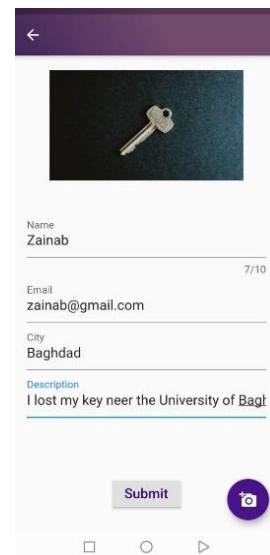 Name
Zainab
7/10
Email
zainab@gmail.com
City
Baghdad
Description
I lost my key neer the University of
Submit